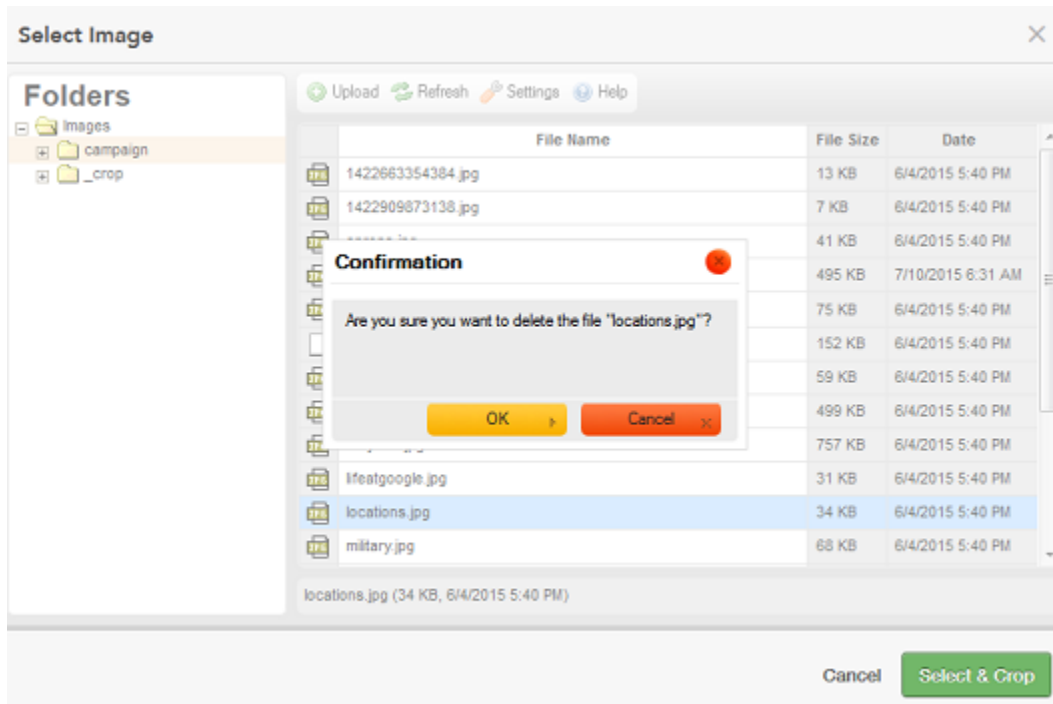 Select Image
Folders
Images
campaign
_crop
Upload Refresh Settings Help
File Name File Size Date
1422663354384.jpg 13 KB 6/4/2015 5:40 PM
1422909873138.jpg 7 KB 6/4/2015 5:40 PM
41 KB 6/4/2015 5:40 PM
495 KB 7/10/2015 6:31 AM
75 KB 6/4/2015 5:40 PM
152 KB 6/4/2015 5:40 PM
59 KB 6/4/2015 5:40 PM
499 KB 6/4/2015 5:40 PM
757 KB 6/4/2015 5:40 PM
lifeatgoogle.jpg 31 KB 6/4/2015 5:40 PM
locations.jpg 34 KB 6/4/2015 5:40 PM
military.jpg 68 KB 6/4/2015 5:40 PM
Confirmation
Are you sure you want to delete the file "locations.jpg"?
OK Cancel
locations.jpg (34 KB, 6/4/2015 5:40 PM)
Cancel Select & Crop